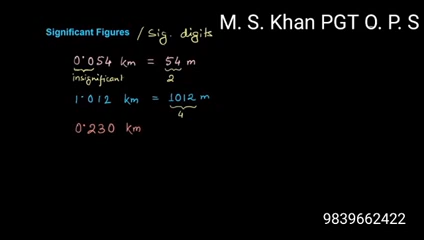 M. S. Khan PGT O. P. S
Significant Figures / Sig. digits
0.054 km = 54 m
insignificant 2
1.012 km = 1012 m
4
0.230 km
9839662422